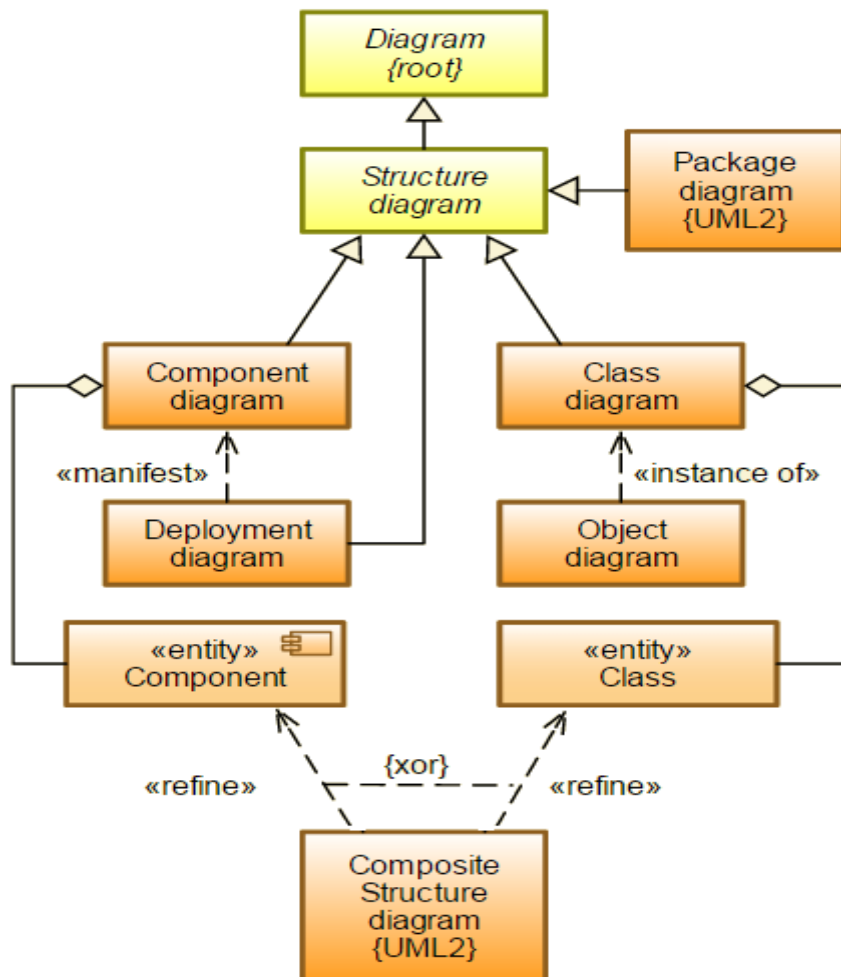 Diagram
{root}
Structure
diagram
Package
diagram
{UML2}
Component
diagram
Class
diagram
«manifest»
«instance of»
Deployment
diagram
Object
diagram
«entity»
Component
«entity»
Class
{xor}
«refine»
«refine»
Composite
Structure
diagram
{UML2}